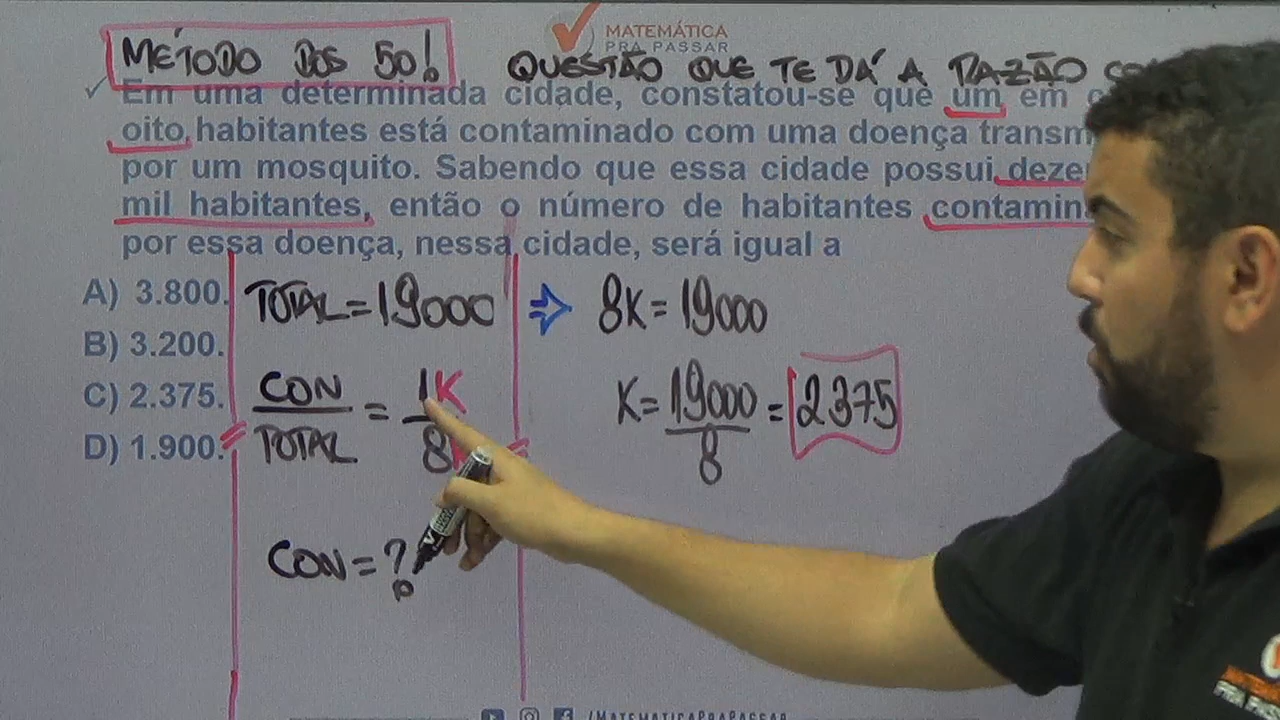 MATEMÁTICA
PRA PASSAR
MÉTODO DOS 50! QUESTÃO QUE TE DÁ A RAZÃO
Em uma determinada cidade, constatou-se que um em
oito habitantes está contaminado com uma doença
por um mosquito. Sabendo que essa cidade possui
mil habitantes, então o número de habitantes
por essa doença, nessa cidade, será igual a
A) 3.800.
B) 3.200.
C) 2.375.
D) 1.900.
TOTAL = 19000 ⇒ 8K = 19000
CON/TOTAL = 1K/8
K = 19000/8 = 2375
CON = ?
/MATEMATICAPRAPASSAR